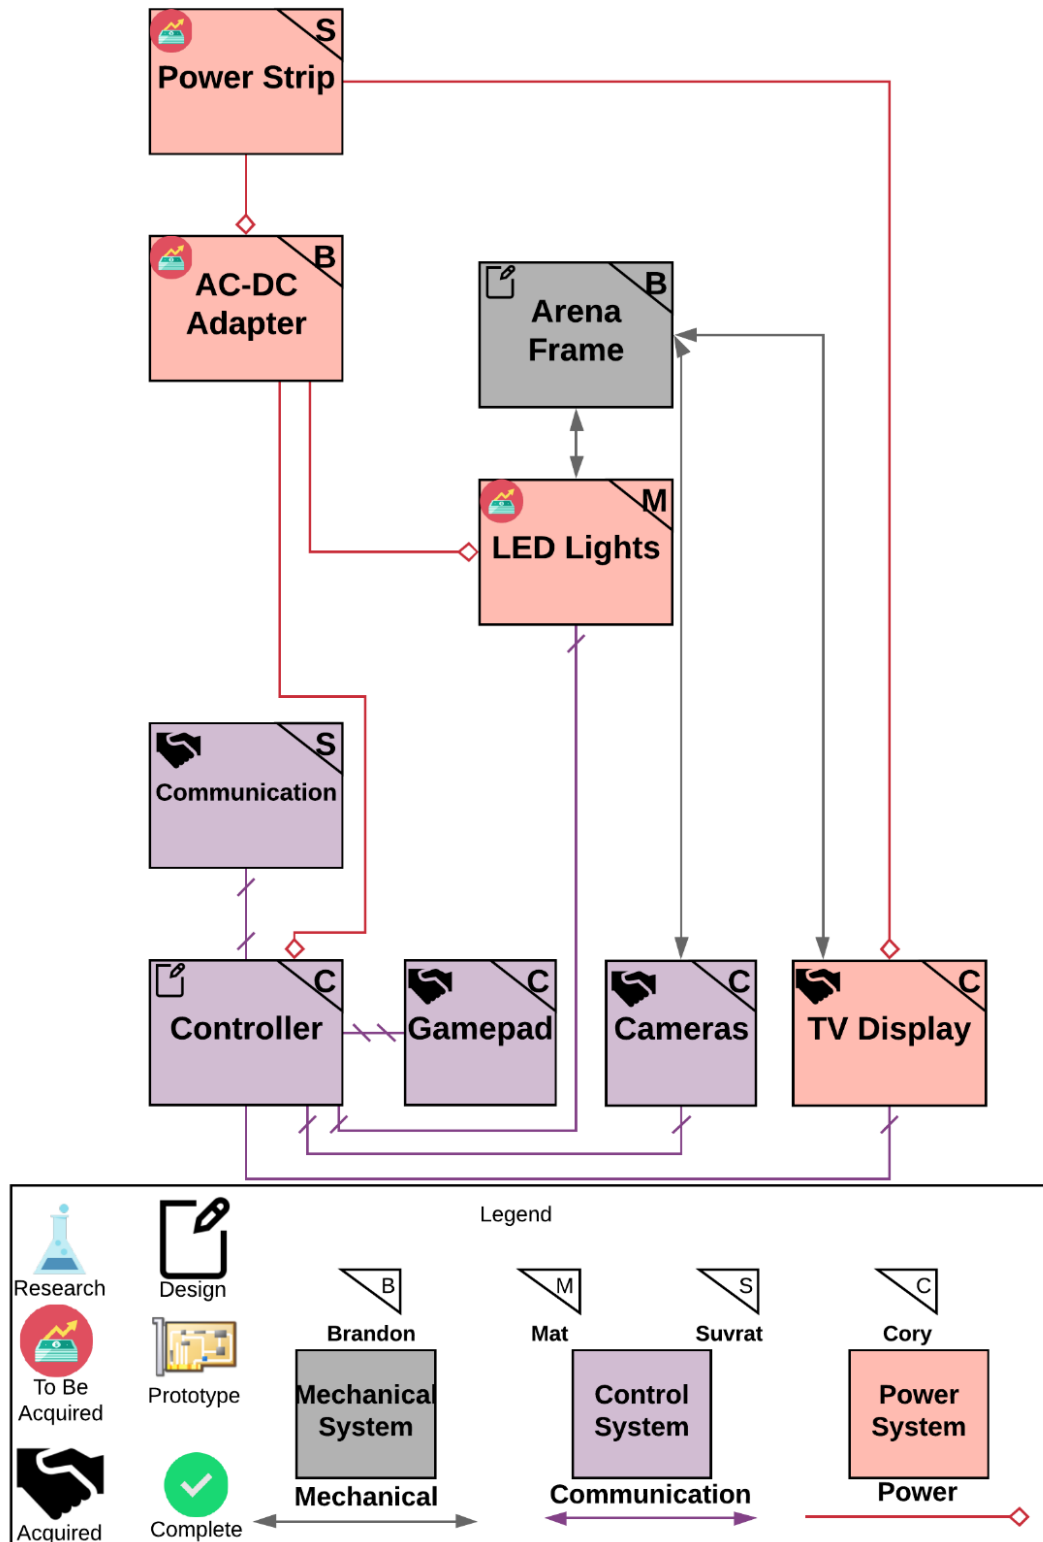 S
Power Strip
B
AC-DC
Adapter
B
Arena
Frame
M
LED Lights
S
Communication
C
Controller
C
Gamepad
C
Cameras
C
TV Display
Legend
Research
Design
B
M
S
C
Brandon
Mat
Suvrat
Cory
To Be
Acquired
Prototype
Mechanical
System
Control
System
Power
System
Mechanical
Communication
Power
Acquired
Complete